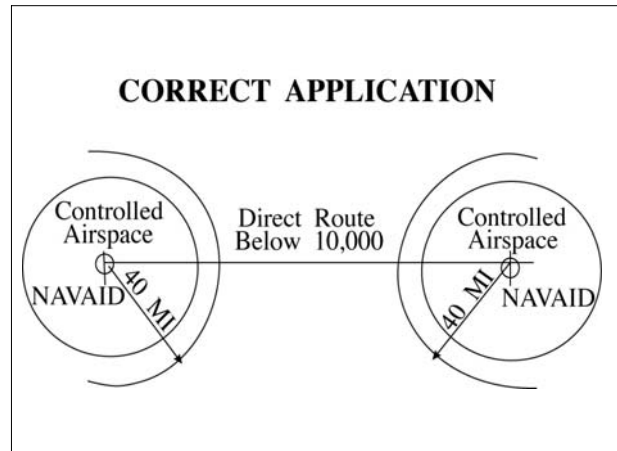 CORRECT APPLICATION
Controlled
Airspace
NAVAID
40 MI
Direct Route
Below 10,000
Controlled
Airspace
NAVAID
40 MI